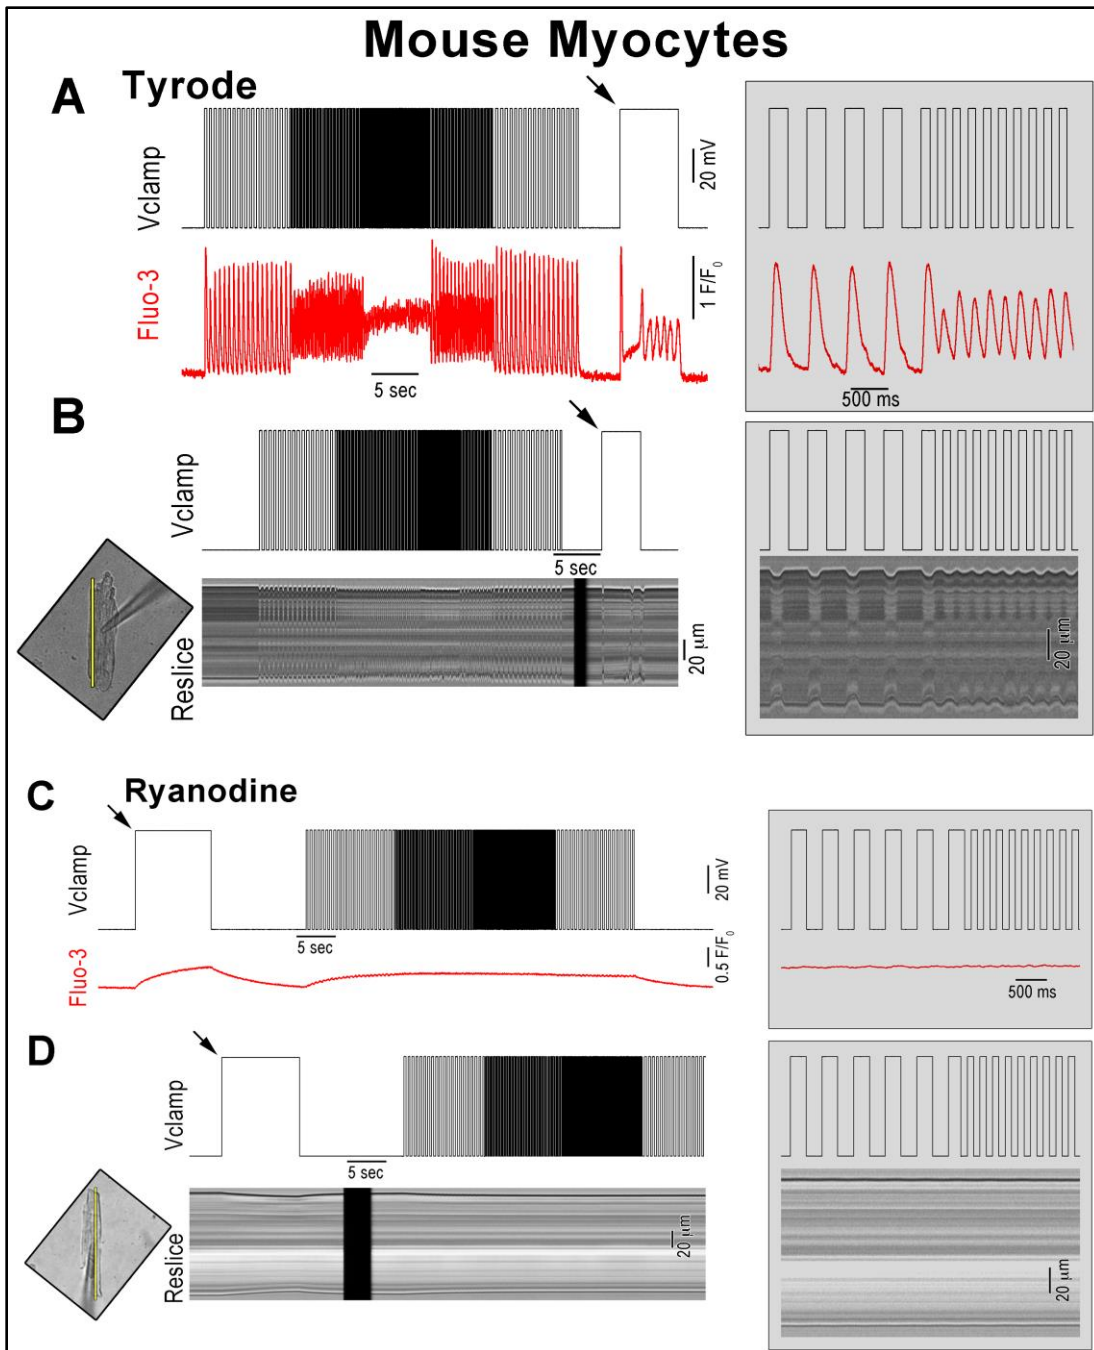 Mouse Myocytes
A
Tyrode
Vclamp
20 mV
Fluo-3
1 F/F0
5 sec
500 ms
B
Vclamp
5 sec
Reslice
20 µm
20 µm
C
Ryanodine
Vclamp
20 mV
5 sec
Fluo-3
0.5 F/F0
500 ms
D
Vclamp
5 sec
Reslice
20 µm
20 µm